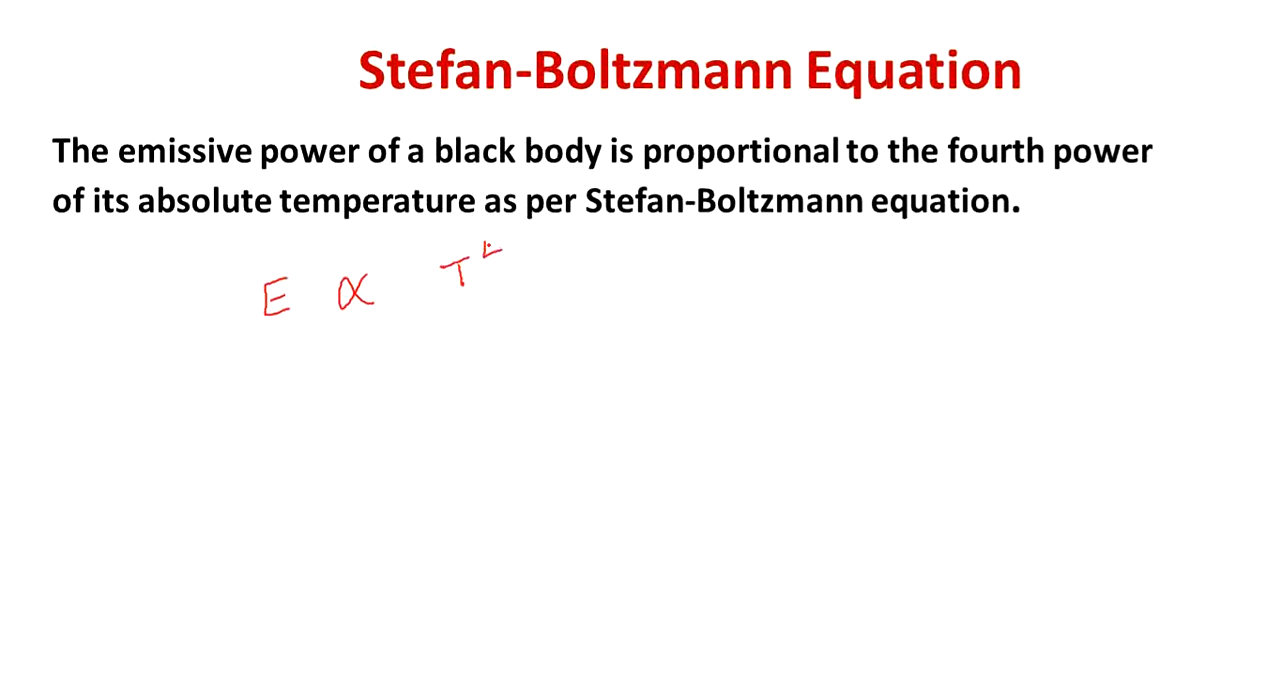 Stefan-Boltzmann Equation
The emissive power of a black body is proportional to the fourth power
of its absolute temperature as per Stefan-Boltzmann equation.
E ∝ T